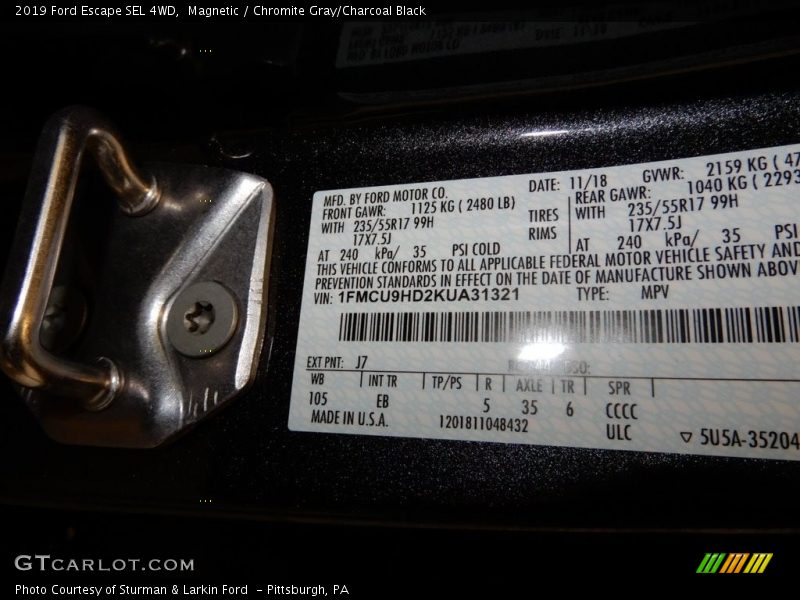 2019 Ford Escape SEL 4WD, Magnetic / Chromite Gray/Charcoal Black
MFD. BY FORD MOTOR CO. DATE: 11/18 GVWR: 2159 KG ( 47
FRONT GAWR: 1125 KG ( 2480 LB) REAR GAWR: 1040 KG ( 2293
WITH 235/55R17 99H TIRES WITH 235/55R17 99H
17X7.5J RIMS 17X7.5J
AT 240 kPa/ 35 PSI COLD AT 240 kPa/ 35 PSI
THIS VEHICLE CONFORMS TO ALL APPLICABLE FEDERAL MOTOR VEHICLE SAFETY AND
PREVENTION STANDARDS IN EFFECT ON THE DATE OF MANUFACTURE SHOWN ABOV
VIN: 1FMCU9HD2KUA31321 TYPE: MPV
EXT PNT: J7
WB INT TR TP/PS R AXLE TR SPR
105 EB 5 35 6 CCCC
MADE IN U.S.A. 1201811048432 ULC 5U5A-35204
GTCARLOT.COM
Photo Courtesy of Sturman & Larkin Ford - Pittsburgh, PA